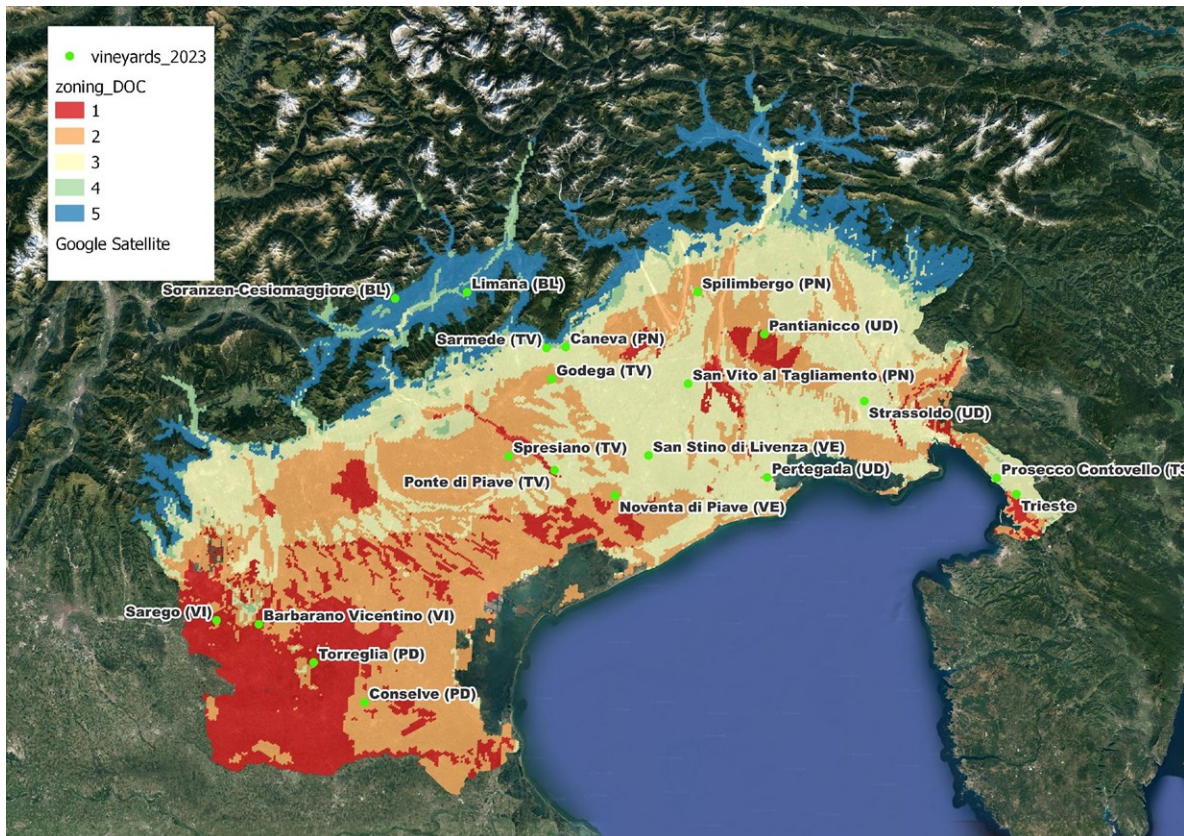 vineyards_2023
zoning_DOC
1
2
3
4
5
Google Satellite
Soranzen-Cesiomaggiore (BL)
Limana (BL)
Spilimbergo (PN)
Pantianicco (UD)
Sarmede (TV)
Caneva (PN)
Godega (TV)
San Vito al Tagliamento (PN)
Strassoldo (UD)
Spresiano (TV)
San Stino di Livenza (VE)
Ponte di Piave (TV)
Pertegada (UD)
Prosecco Contovello (TS
Trieste
Noventa di Piave (VE)
Sarego (VI)
Barbarano Vicentino (VI)
Torreglia (PD)
Conselve (PD)